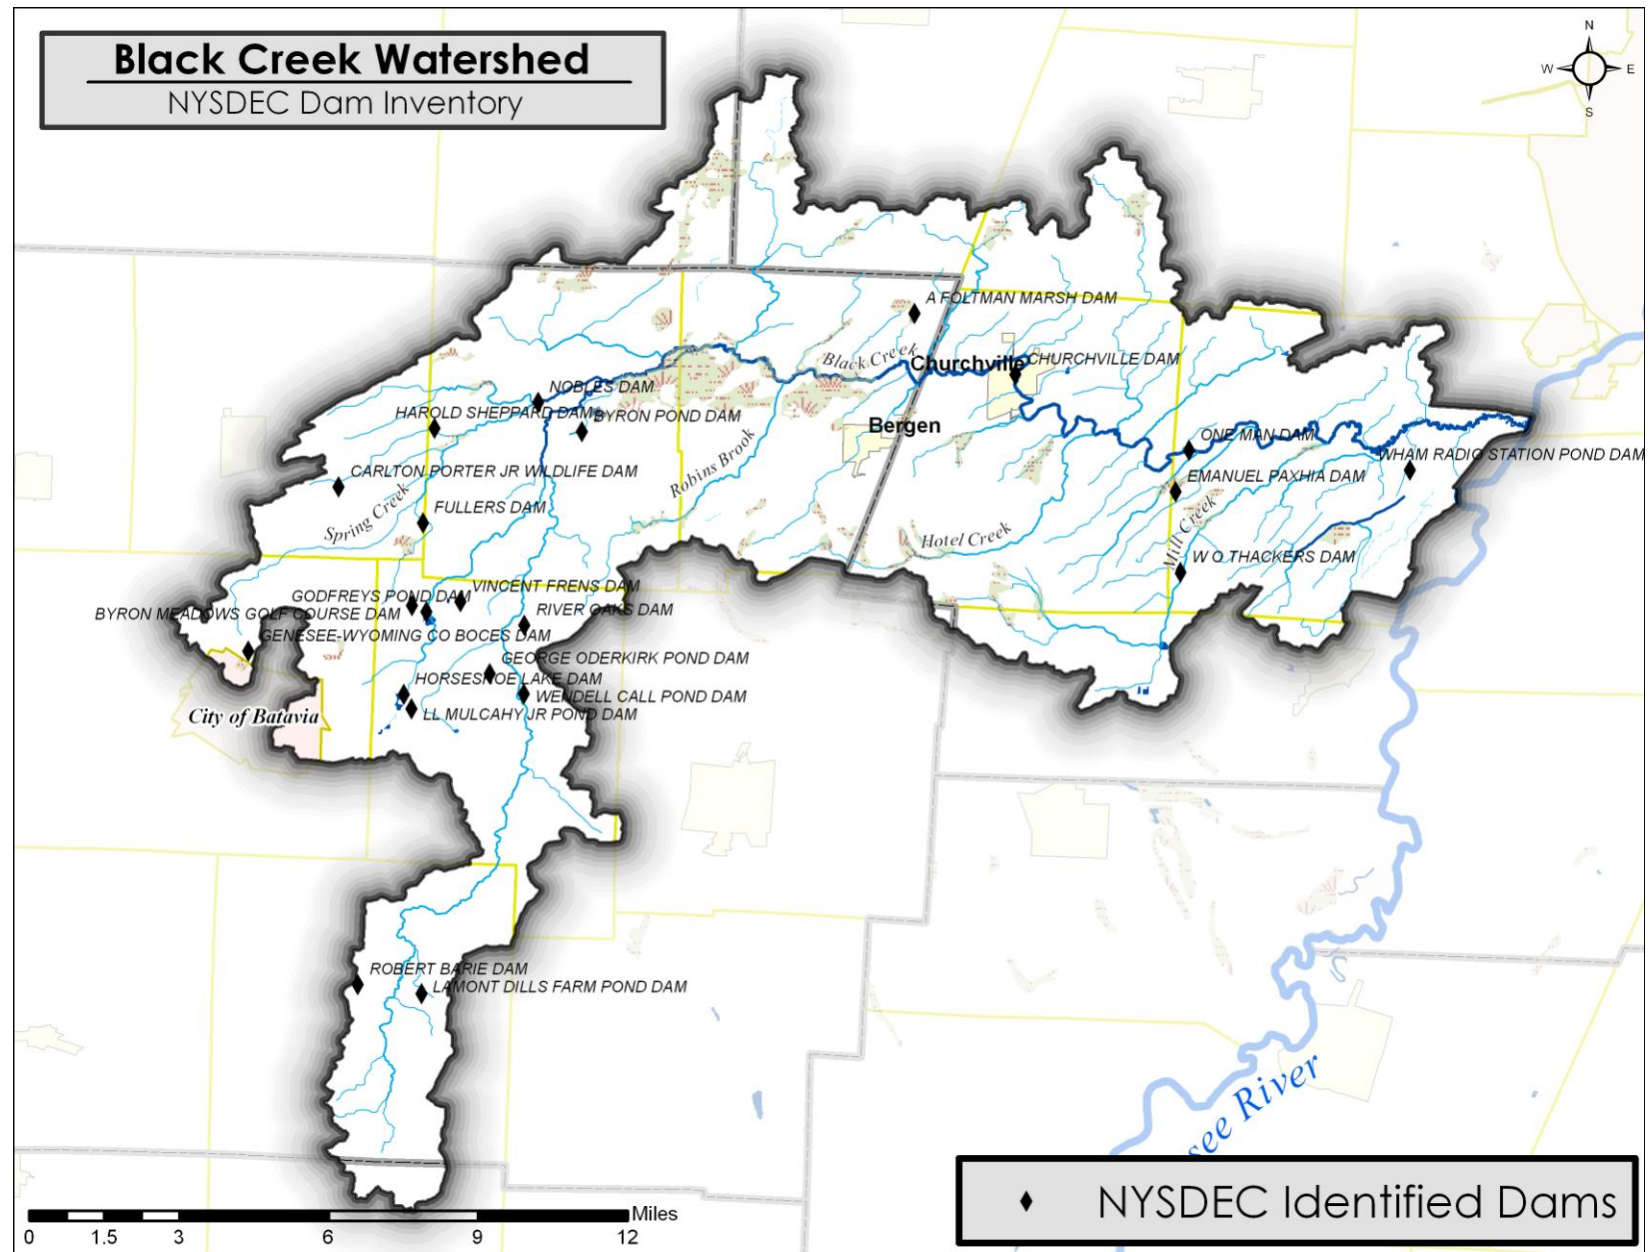 Black Creek Watershed
NYSDEC Dam Inventory
N
W
E
S
A FOLTMAN MARSH DAM
Black Creek
Churchville
CHURCHVILLE DAM
NOBLES DAM
HAROLD SHEPPARD DAM
BYRON POND DAM
Bergen
ONE MAN DAM
WHAM RADIO STATION POND DAM
CARLTON PORTER JR WILDLIFE DAM
Robins Brook
EMANUEL PAXHIA DAM
FULLERS DAM
Spring Creek
Hotel Creek
Mill Creek
W O THACKERS DAM
VINCENT FRENS DAM
GODFREYS POND DAM
BYRON MEADOWS GOLF COURSE DAM
RIVER OAKS DAM
GENESEE-WYOMING CO BOCES DAM
GEORGE ODERKIRK POND DAM
HORSESHOE LAKE DAM
WENDELL CALL POND DAM
City of Batavia
LL MULCAHY JR POND DAM
ROBERT BARIE DAM
LAMONT DILLS FARM POND DAM
see River
NYSDEC Identified Dams
Miles
0 1.5 3 6 9 12